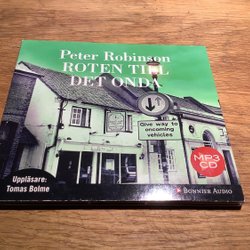 Peter Robinson
ROTEN TILL
DET ONDA
Give way to
oncoming
vehicles
MP3
CD
Uppläsare:
Tomas Bolme
BONNIER AUDIO